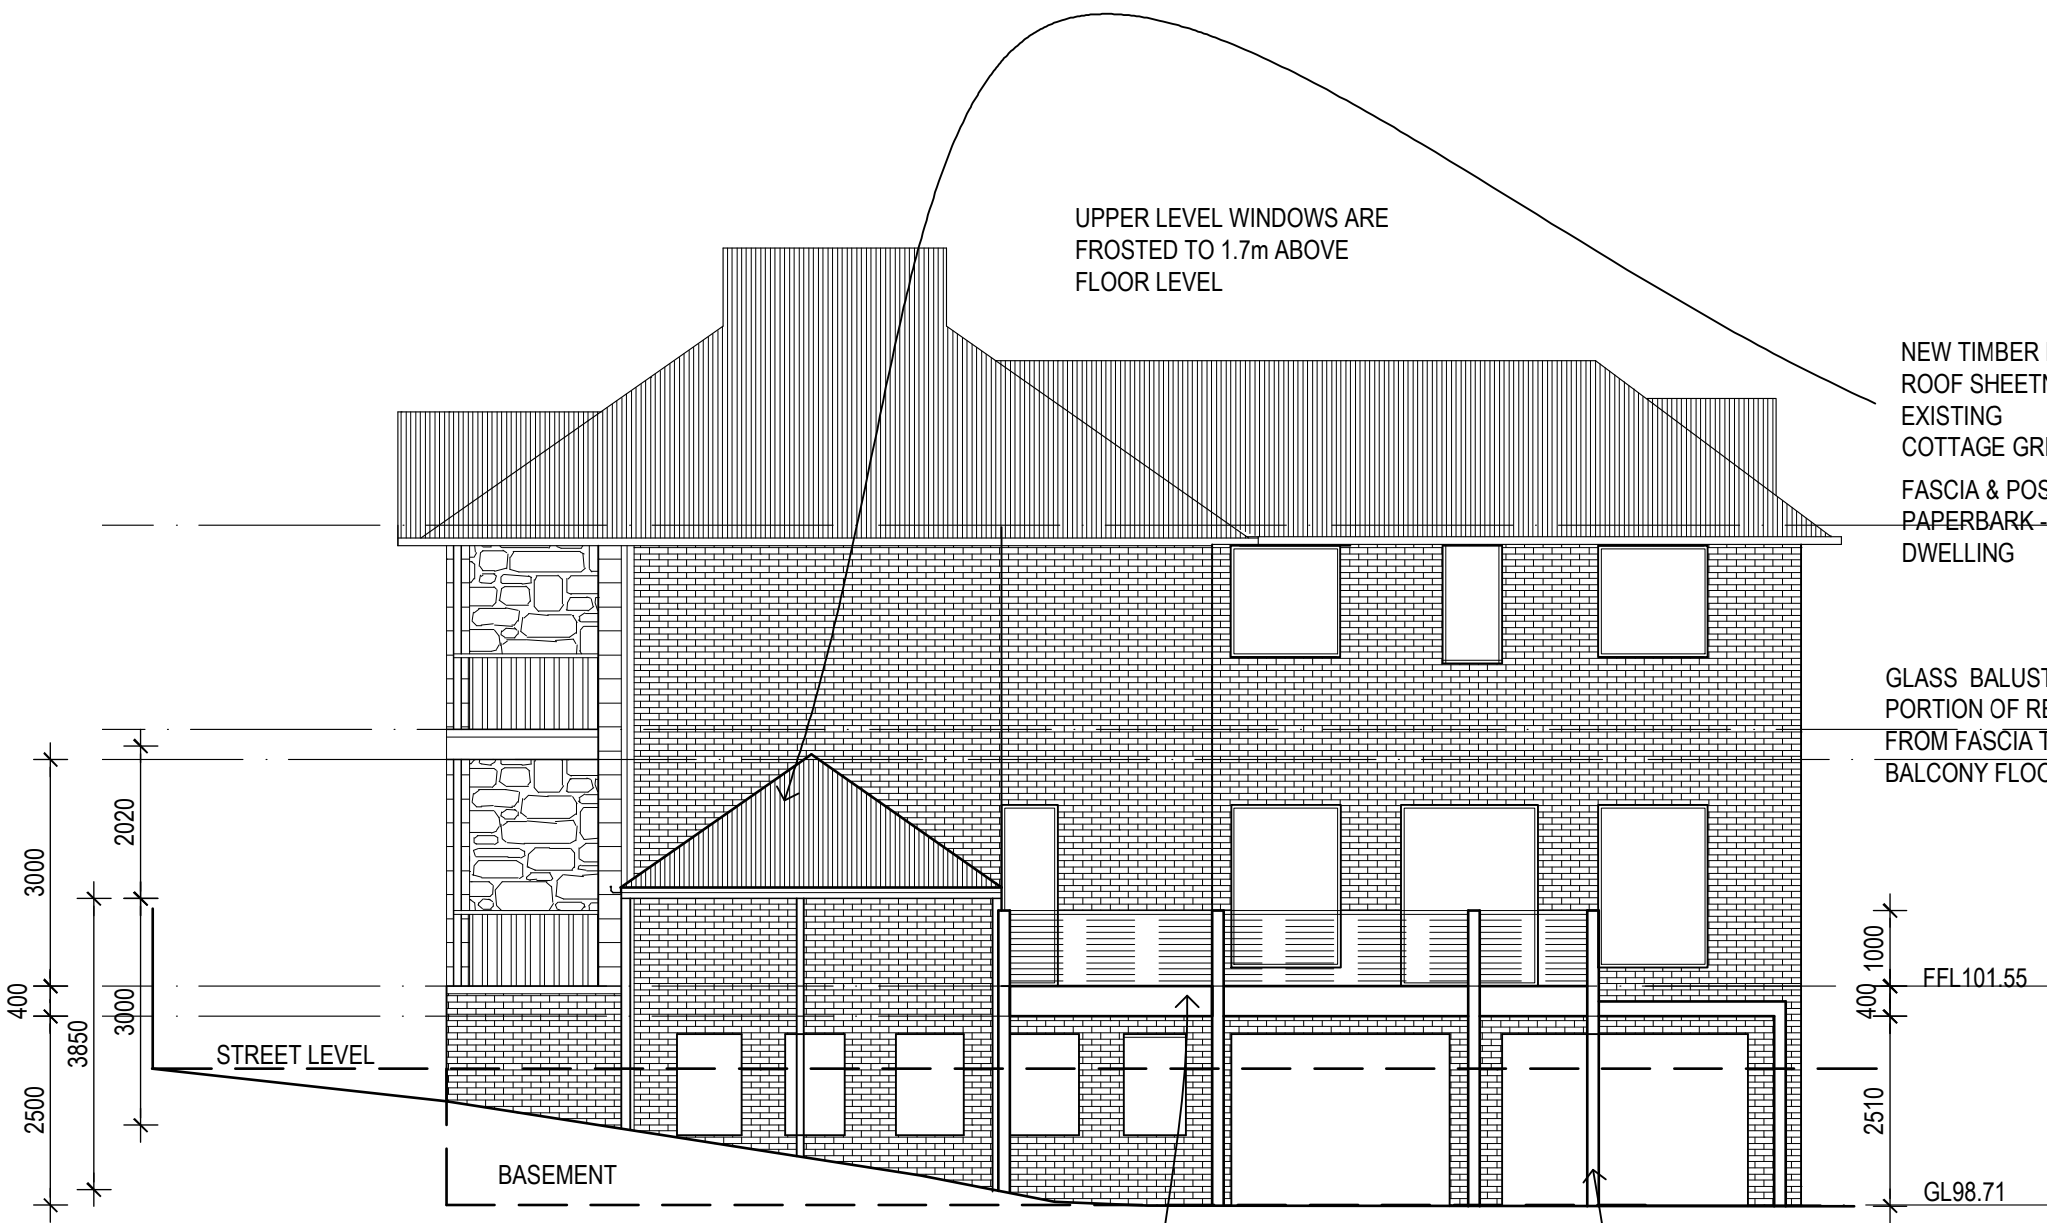 UPPER LEVEL WINDOWS ARE
FROSTED TO 1.7m ABOVE
FLOOR LEVEL
NEW TIMBER
ROOF SHEETN
EXISTING
COTTAGE GR
FASCIA & POS
PAPERBARK -
DWELLING
GLASS BALUST
PORTION OF RE
FROM FASCIA T
BALCONY FLOO
2020
3000
400
3850
3000
2500
STREET LEVEL
BASEMENT
1000
FFL101.55
400
2510
GL98.71